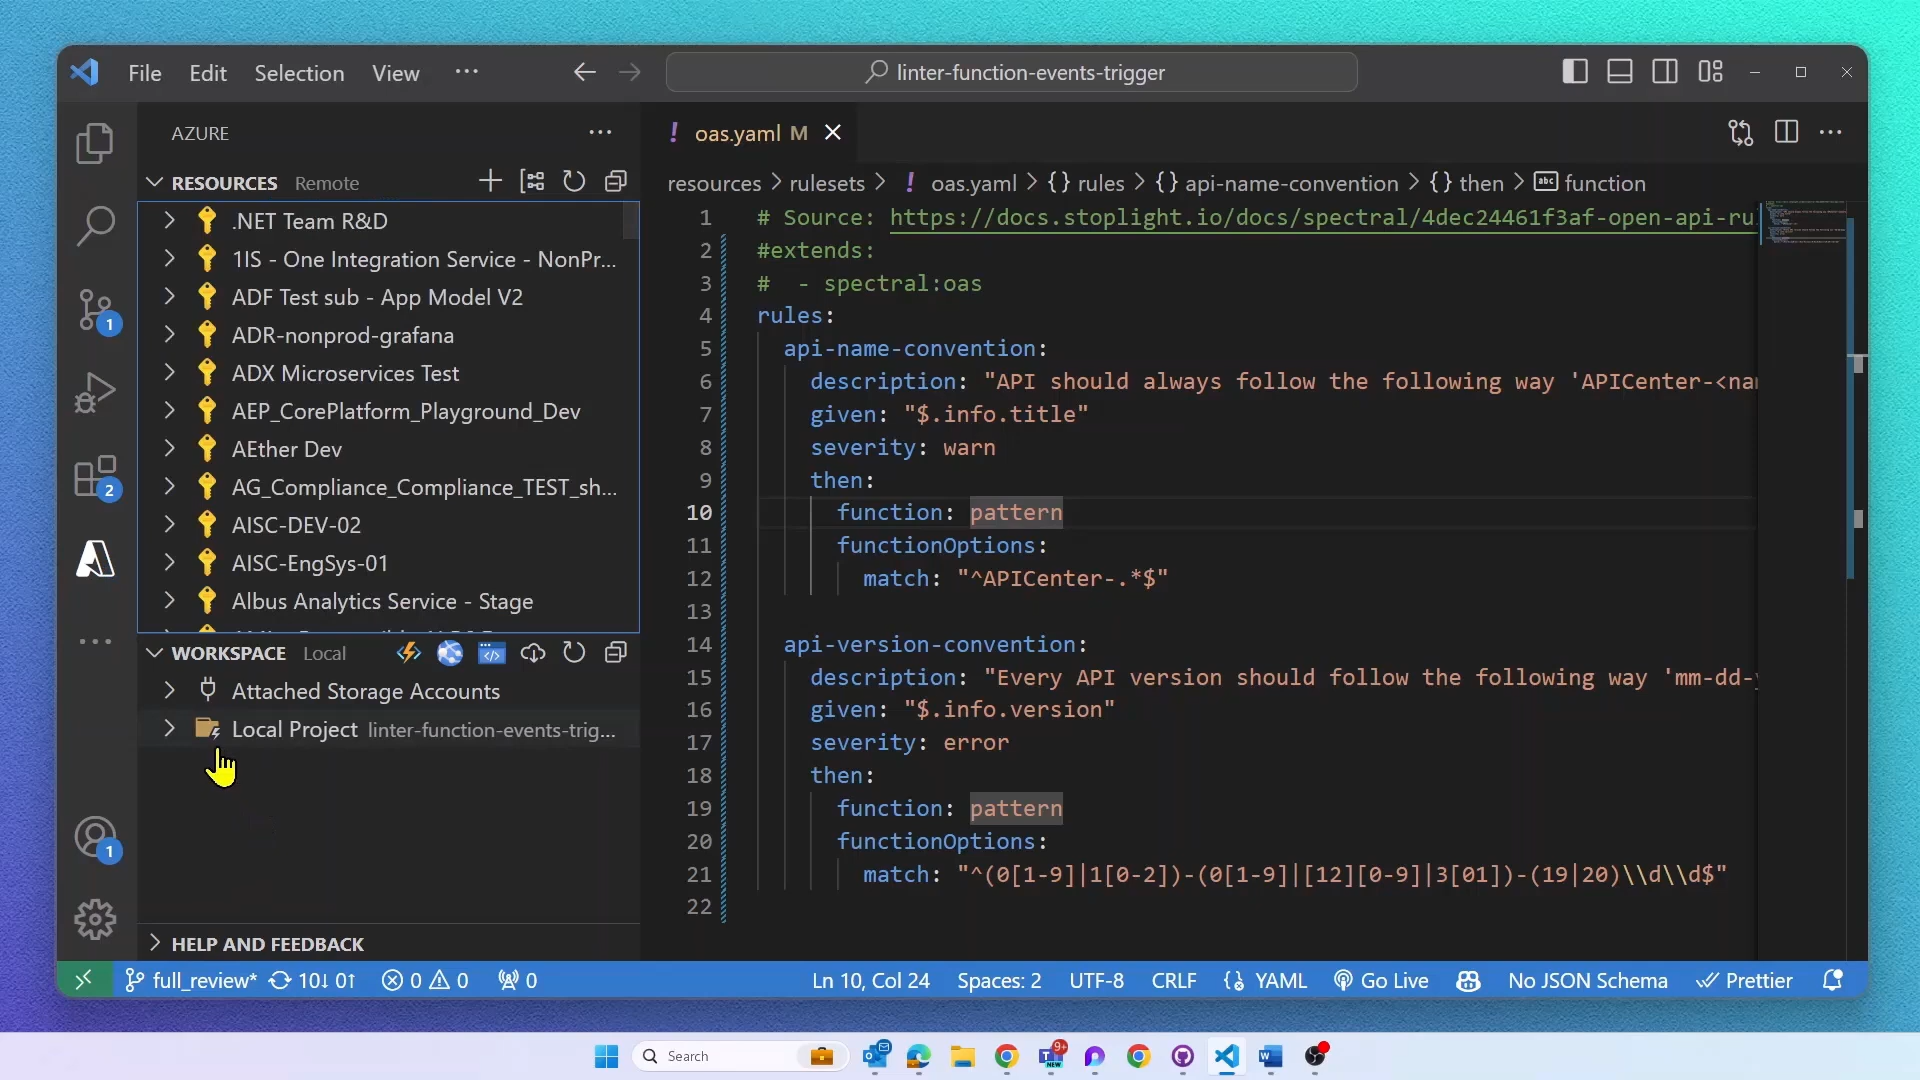 File Edit Selection View ···
linter-function-events-trigger
AZURE
RESOURCES Remote
.NET Team R&D
1IS - One Integration Service - NonPr...
ADF Test sub - App Model V2
ADR-nonprod-grafana
ADX Microservices Test
AEP_CorePlatform_Playground_Dev
AEther Dev
AG_Compliance_Compliance_TEST_sh...
AISC-DEV-02
AISC-EngSys-01
Albus Analytics Service - Stage
WORKSPACE Local
Attached Storage Accounts
Local Project linter-function-events-trig...
HELP AND FEEDBACK
1
2
1
! oas.yaml M
resources > rulesets > ! oas.yaml > {} rules > {} api-name-convention > {} then > abc function
1 # Source: https://docs.stoplight.io/docs/spectral/4dec24461f3af-open-api-ru
2 #extends:
3 #  - spectral:oas
4 rules:
5 api-name-convention:
6 description: "API should always follow the following way 'APICenter-<nam
7 given: "$.info.title"
8 severity: warn
9 then:
10 function: pattern
11 functionOptions:
12 match: "^APICenter-.*$"
13
14 api-version-convention:
15 description: "Every API version should follow the following way 'mm-dd-y
16 given: "$.info.version"
17 severity: error
18 then:
19 function: pattern
20 functionOptions:
21 match: "^(0[1-9]|1[0-2])-(0[1-9]|[12][0-9]|3[01])-(19|20)\\d\\d$"
22
full_review* 10↓ 0↑ 0 0 0 Ln 10, Col 24 Spaces: 2 UTF-8 CRLF {} YAML Go Live No JSON Schema Prettier
Search 9+ NEW